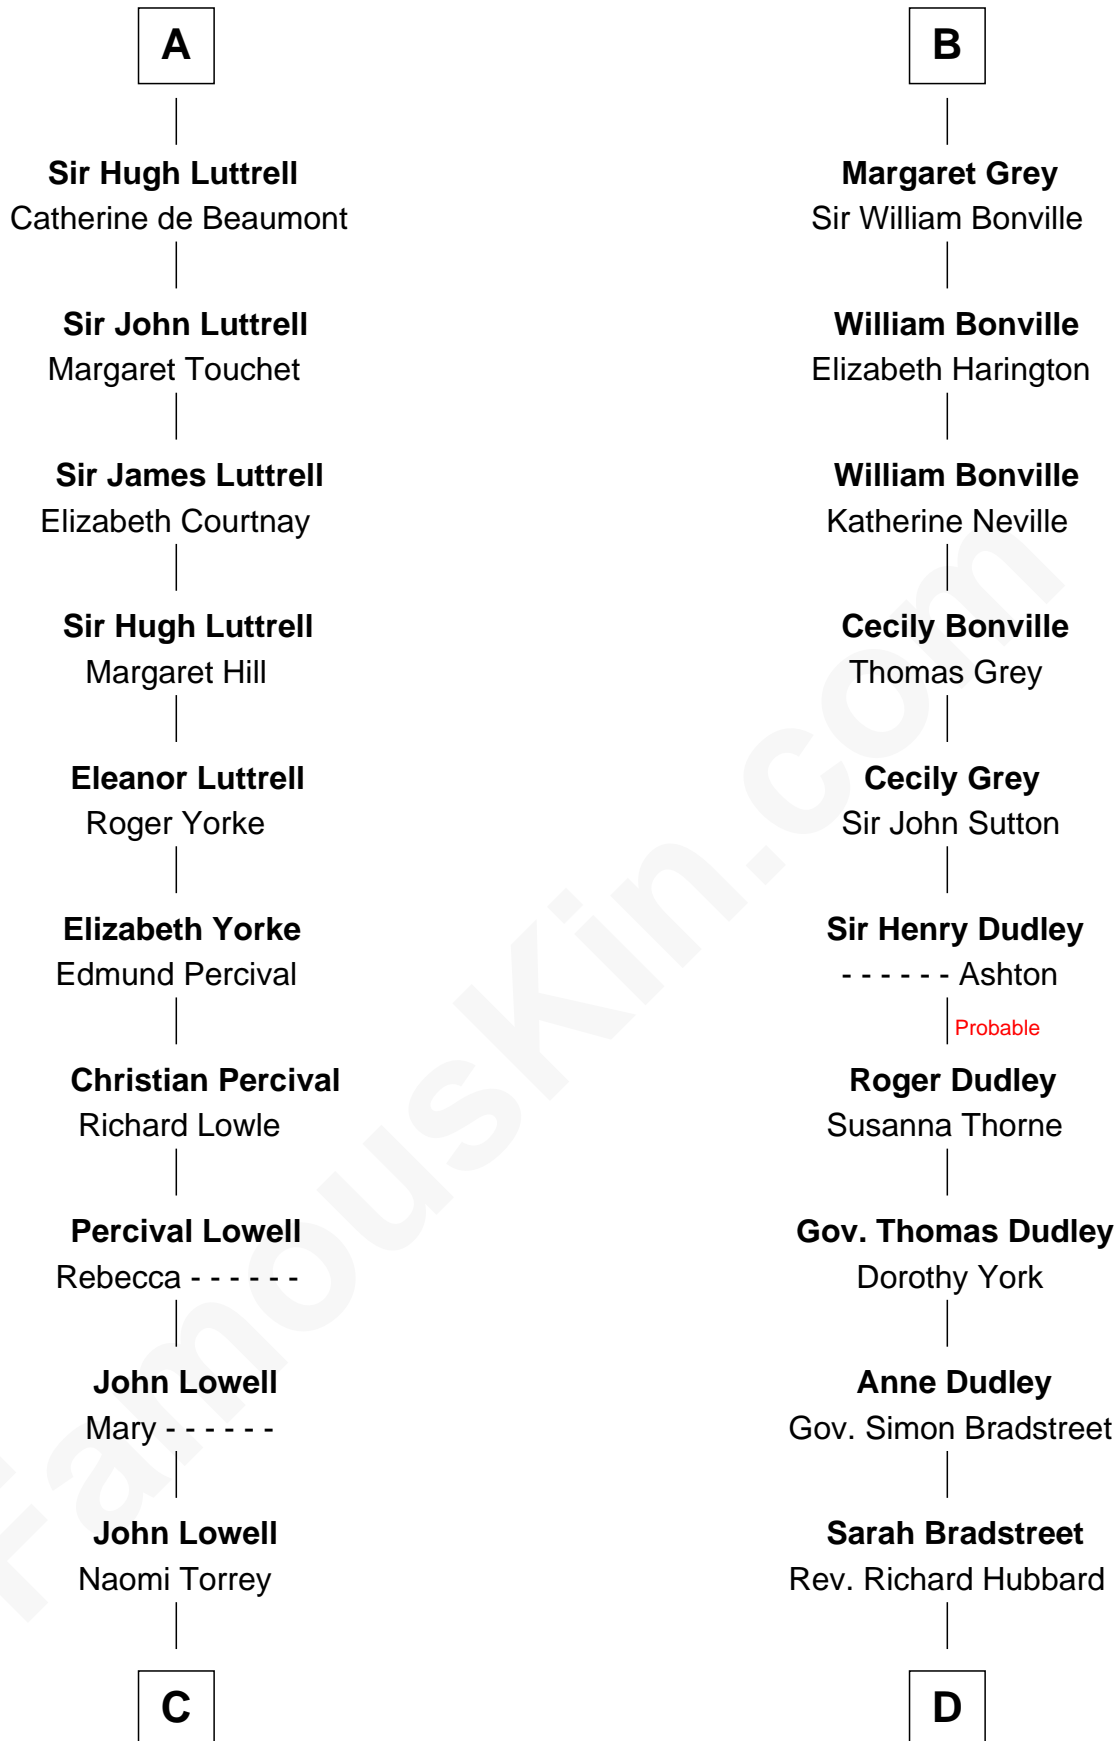 A
Sir Hugh Luttrell
Catherine de Beaumont
Sir John Luttrell
Margaret Touchet
Sir James Luttrell
Elizabeth Courtnay
Sir Hugh Luttrell
Margaret Hill
Eleanor Luttrell
Roger Yorke
Elizabeth Yorke
Edmund Percival
Christian Percival
Richard Lowle
Percival Lowell
Rebecca - - - - - -
John Lowell
Mary - - - - - -
John Lowell
Naomi Torrey
C
B
Margaret Grey
Sir William Bonville
William Bonville
Elizabeth Harington
William Bonville
Katherine Neville
Cecily Bonville
Thomas Grey
Cecily Grey
Sir John Sutton
Sir Henry Dudley
- - - - - - Ashton
Probable
Roger Dudley
Susanna Thorne
Gov. Thomas Dudley
Dorothy York
Anne Dudley
Gov. Simon Bradstreet
Sarah Bradstreet
Rev. Richard Hubbard
D
FamousKin.com